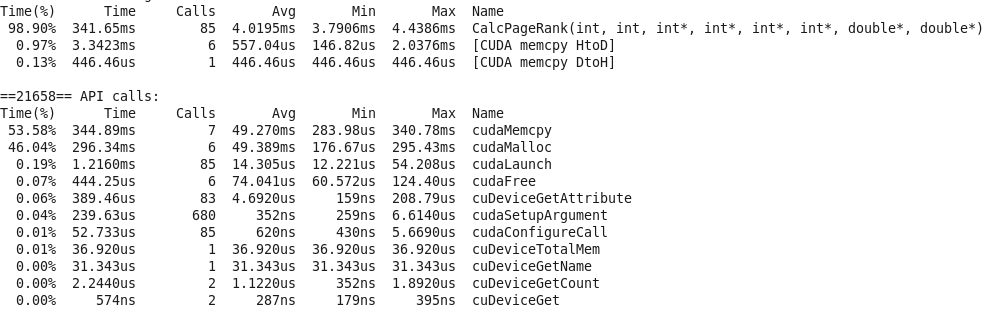 Time(%) Time Calls Avg Min Max Name
98.90% 341.65ms 85 4.0195ms 3.7906ms 4.4386ms CalcPageRank(int, int, int*, int*, int*, int*, double*, double*)
0.97% 3.3423ms 6 557.04us 146.82us 2.0376ms [CUDA memcpy HtoD]
0.13% 446.46us 1 446.46us 446.46us 446.46us [CUDA memcpy DtoH]
==21658== API calls:
Time(%) Time Calls Avg Min Max Name
53.58% 344.89ms 7 49.270ms 283.98us 340.78ms cudaMemcpy
46.04% 296.34ms 6 49.389ms 176.67us 295.43ms cudaMalloc
0.19% 1.2160ms 85 14.305us 12.221us 54.208us cudaLaunch
0.07% 444.25us 6 74.041us 60.572us 124.40us cudaFree
0.06% 389.46us 83 4.6920us 159ns 208.79us cuDeviceGetAttribute
0.04% 239.63us 680 352ns 259ns 6.6140us cudaSetupArgument
0.01% 52.733us 85 620ns 430ns 5.6690us cudaConfigureCall
0.01% 36.920us 1 36.920us 36.920us 36.920us cuDeviceTotalMem
0.00% 31.343us 1 31.343us 31.343us 31.343us cuDeviceGetName
0.00% 2.2440us 2 1.1220us 352ns 1.8920us cuDeviceGetCount
0.00% 574ns 2 287ns 179ns 395ns cuDeviceGet